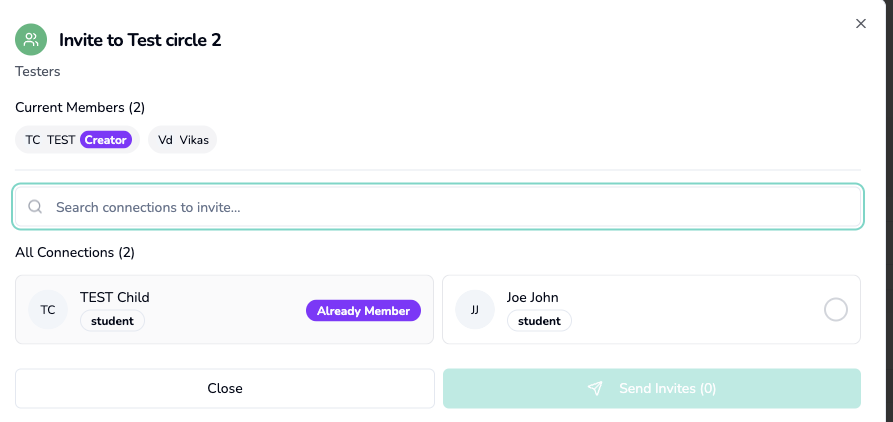 Invite to Test circle 2
Testers
Current Members (2)
TC TEST Creator Vd Vikas
Search connections to invite...
All Connections (2)
TC TEST Child student Already Member
JJ Joe John student
Close Send Invites (0)